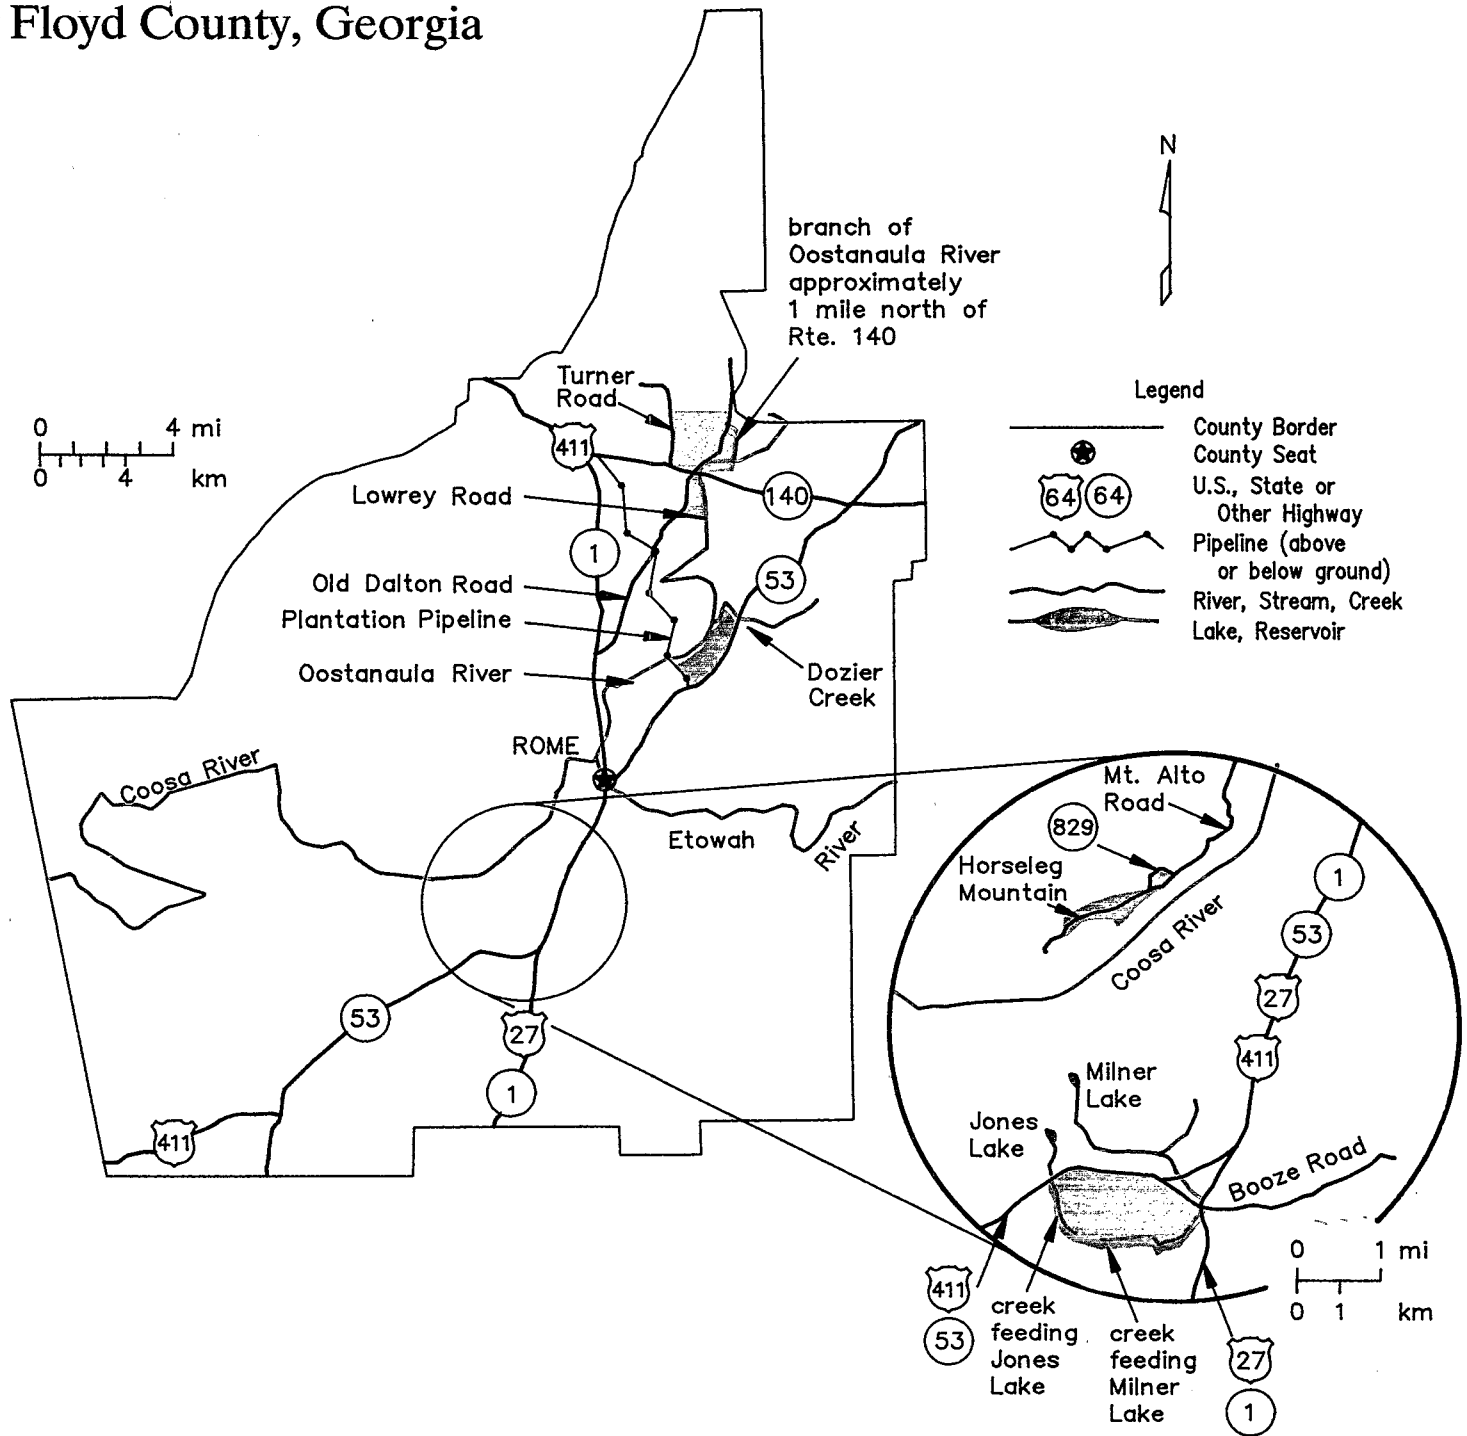 Floyd County, Georgia
N
branch of
Oostanaula River
approximately
1 mile north of
Rte. 140
Turner
Road
0 4 mi
0 4 km
411
Lowrey Road
140
1
53
Old Dalton Road
Plantation Pipeline
Oostanaula River
Dozier
Creek
ROME
Coosa River
Etowah
River
53
27
1
411
Legend
County Border
County Seat
64 64
U.S., State or
Other Highway
Pipeline (above
or below ground)
River, Stream, Creek
Lake, Reservoir
Mt. Alto
Road
829
Horseleg
Mountain
Coosa River
1
53
27
411
Milner
Lake
Jones
Lake
Booze Road
0 1 mi
0 1 km
411
53
creek
feeding
Jones
Lake
creek
feeding
Milner
Lake
27
1